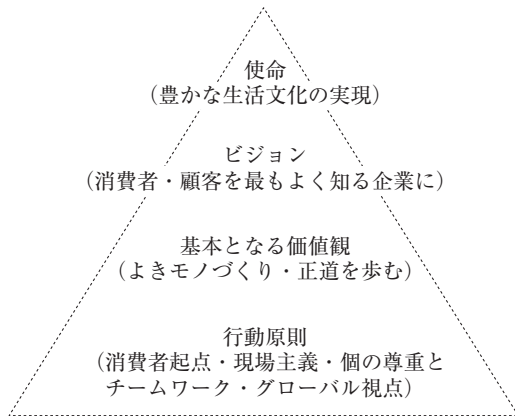 使命
（豊かな生活文化の実現）
ビジョン
（消費者・顧客を最もよく知る企業に）
基本となる価値観
（よきモノづくり・正道を歩む）
行動原則
（消費者起点・現場主義・個の尊重と
チームワーク・グローバル視点）